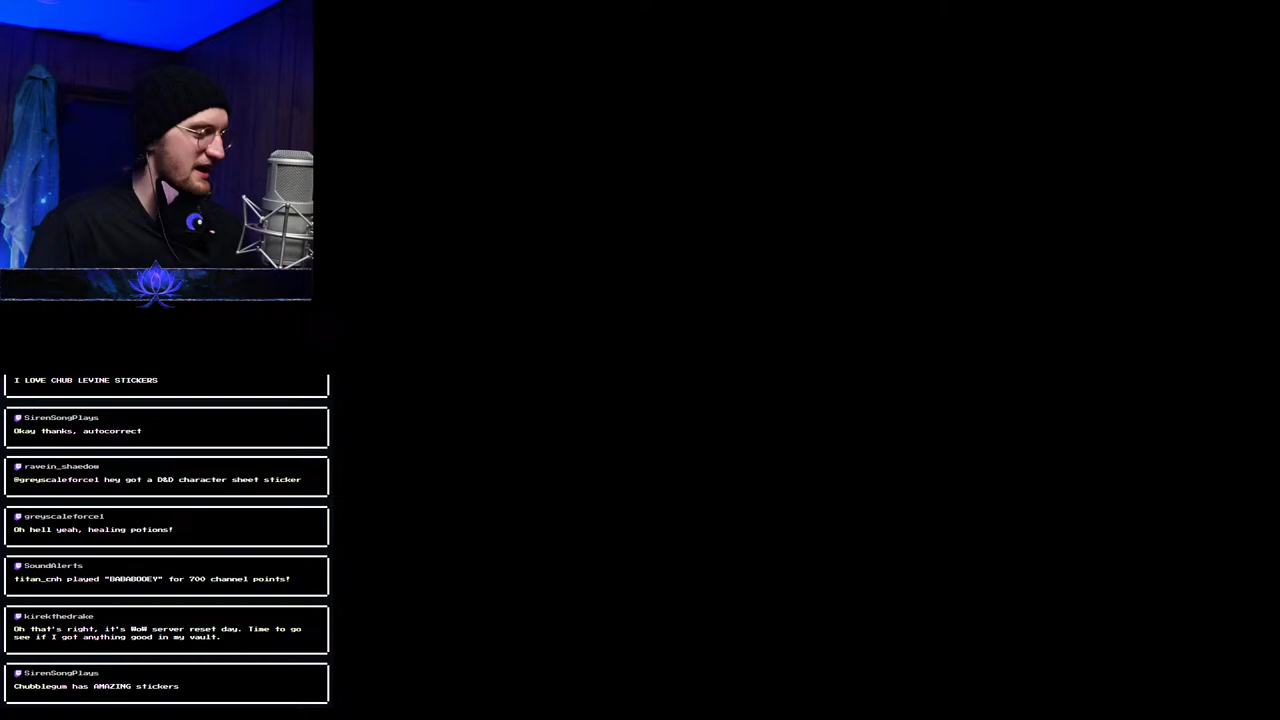 I LOVE CHUB LEVINE STICKERS
SirenSongPlays
Okay thanks, autocorrect
ravein_shaedow
@greyscaleforce1 hey got a D&D character sheet sticker
greyscaleforce1
Oh hell yeah, healing potions!
SoundAlerts
titan_cnh played "BABABOOEY" for 700 channel points!
kirekthedrake
Oh that's right, it's WoW server reset day. Time to go
see if I got anything good in my vault.
SirenSongPlays
Chubblegum has AMAZING stickers